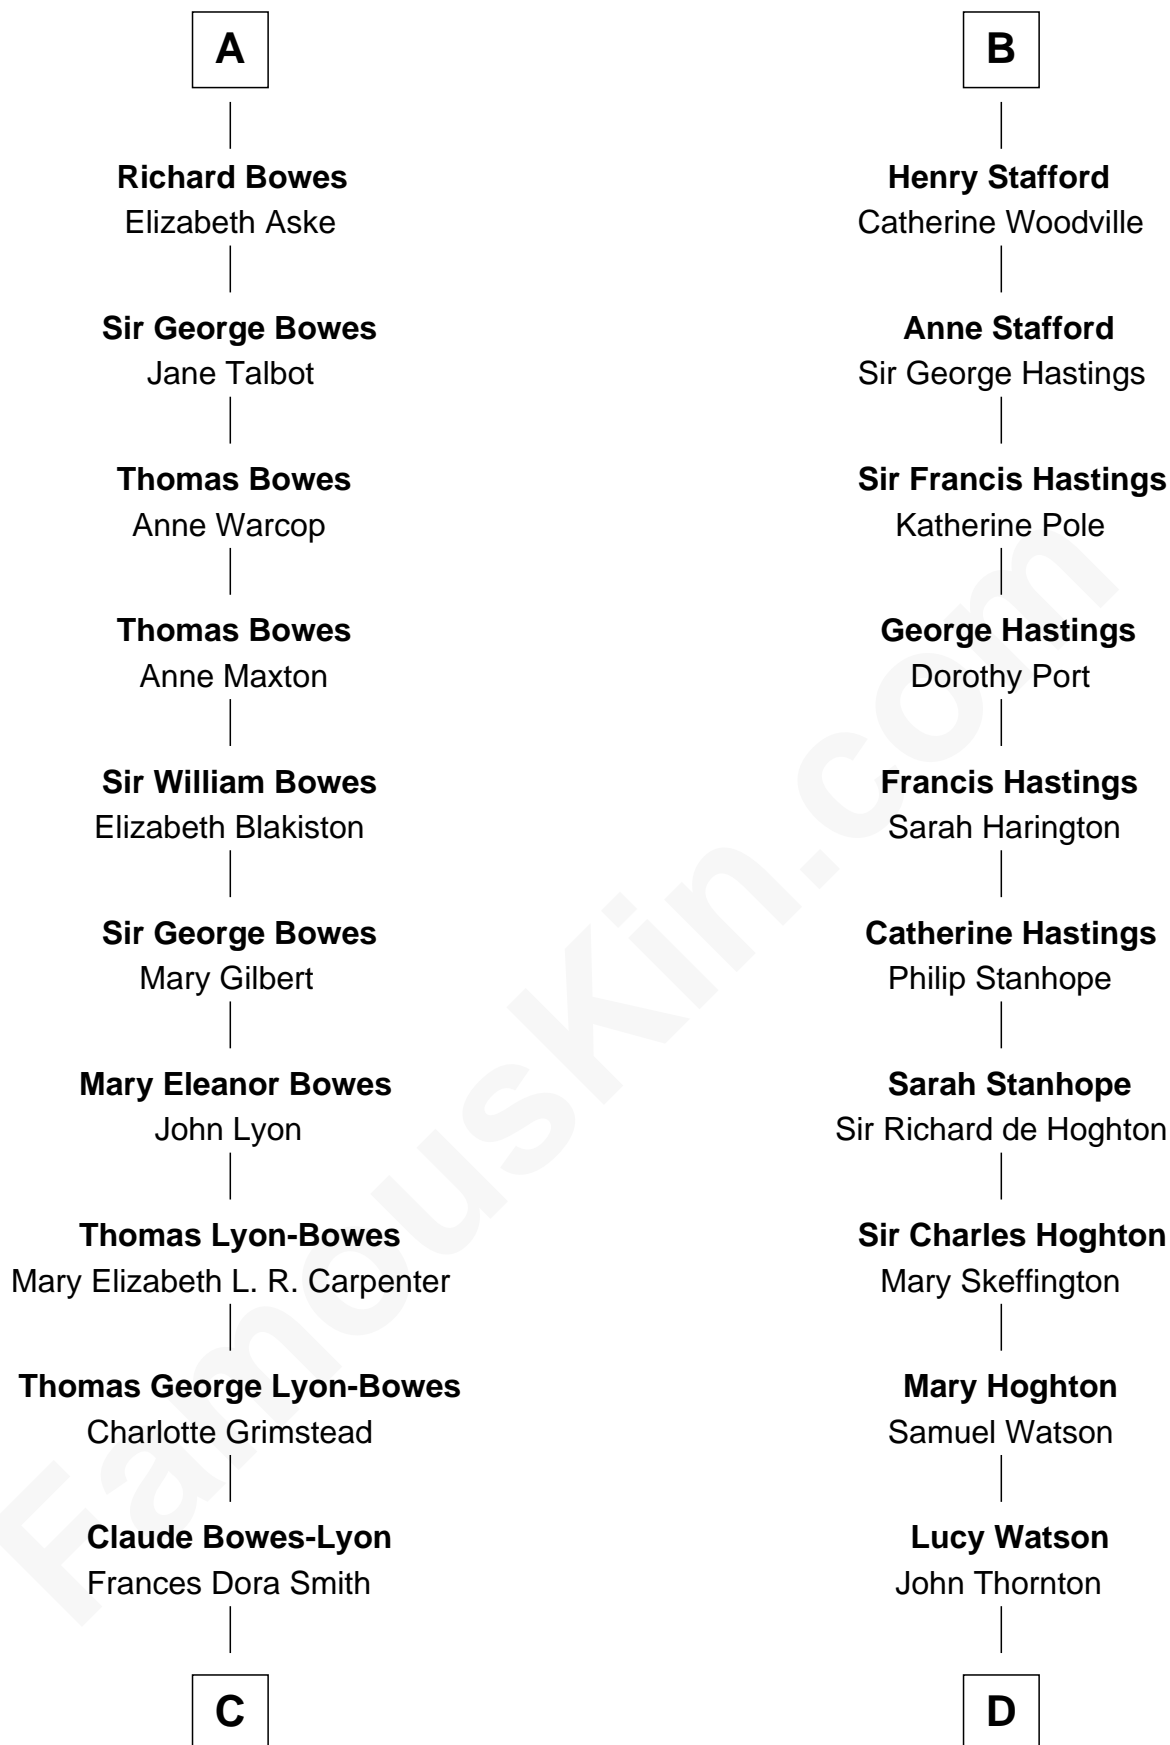 A
Richard Bowes
Elizabeth Aske
Sir George Bowes
Jane Talbot
Thomas Bowes
Anne Warcop
Thomas Bowes
Anne Maxton
Sir William Bowes
Elizabeth Blakiston
Sir George Bowes
Mary Gilbert
Mary Eleanor Bowes
John Lyon
Thomas Lyon-Bowes
Mary Elizabeth L. R. Carpenter
Thomas George Lyon-Bowes
Charlotte Grimstead
Claude Bowes-Lyon
Frances Dora Smith
C
B
Henry Stafford
Catherine Woodville
Anne Stafford
Sir George Hastings
Sir Francis Hastings
Katherine Pole
George Hastings
Dorothy Port
Francis Hastings
Sarah Harington
Catherine Hastings
Philip Stanhope
Sarah Stanhope
Sir Richard de Hoghton
Sir Charles Hoghton
Mary Skeffington
Mary Hoghton
Samuel Watson
Lucy Watson
John Thornton
D
FamousKin.com